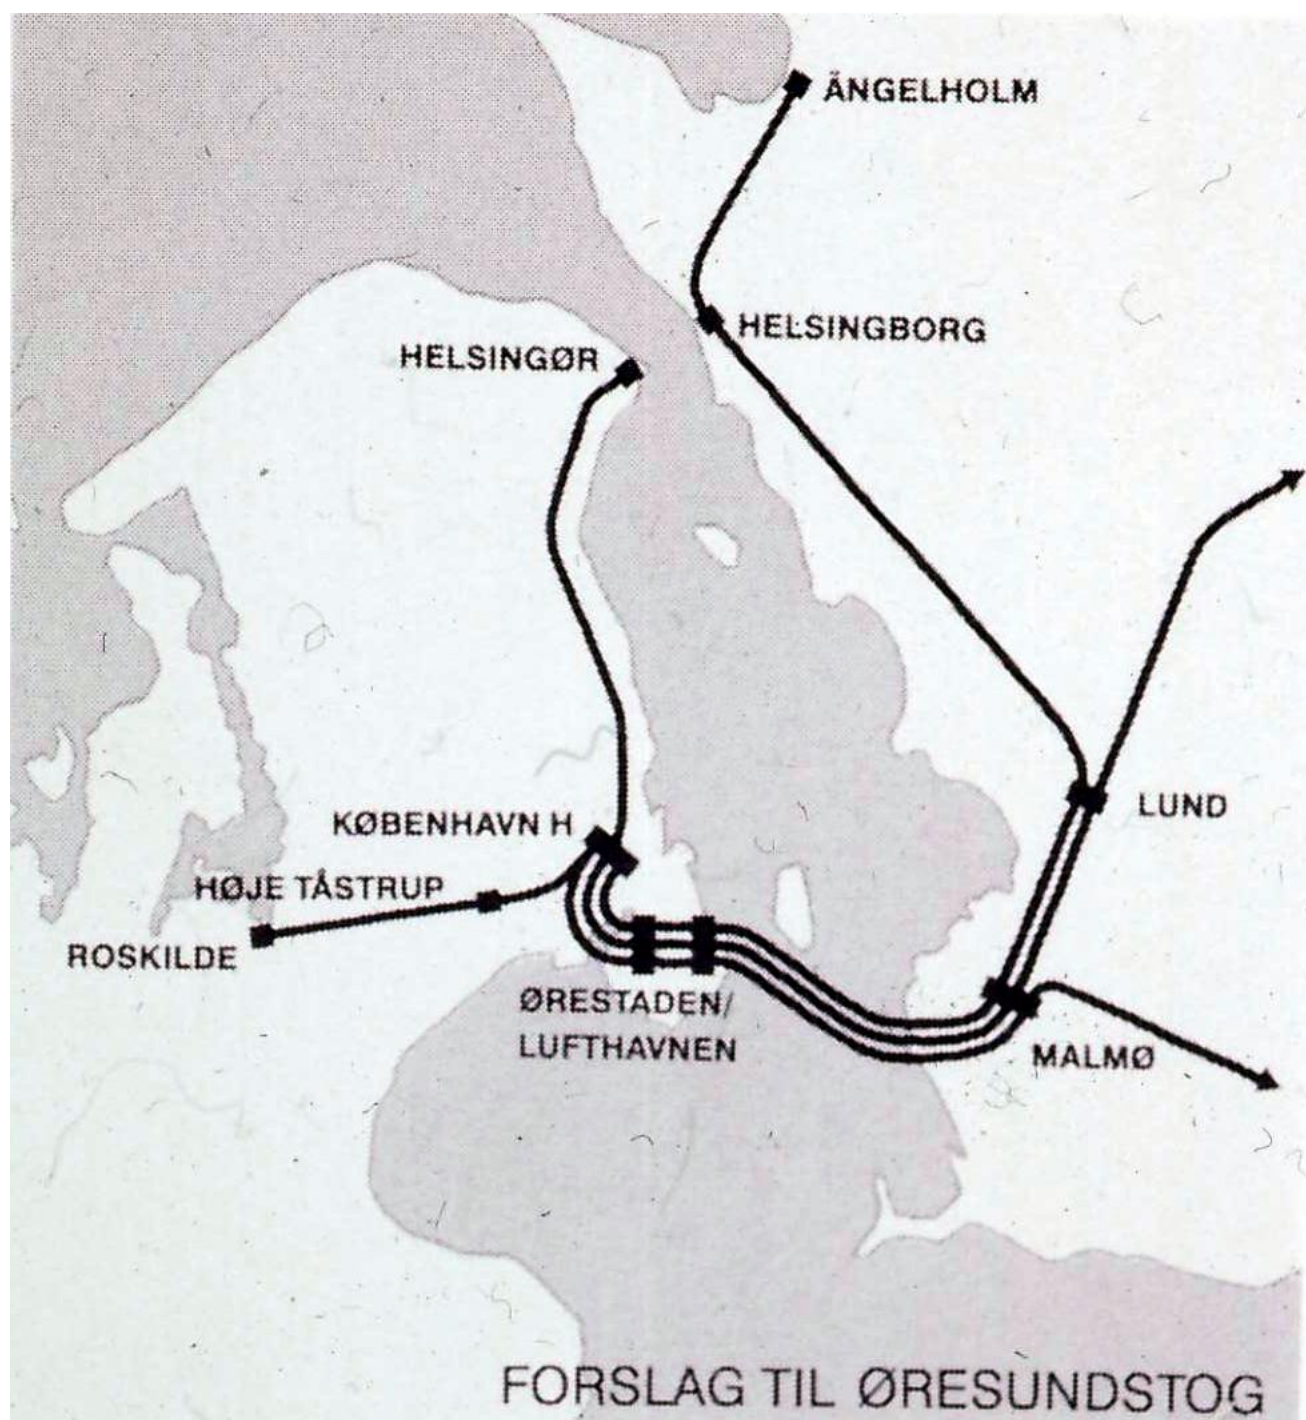 ÄNGELHOLM
HELSINGBORG
HELSINGØR
LUND
KØBENHAVN H
HØJE TÅSTRUP
ROSKILDE
ØRESTADEN/
LUFTHAVNEN
MALMØ
FORSLAG TIL ØRESUNDSTOG